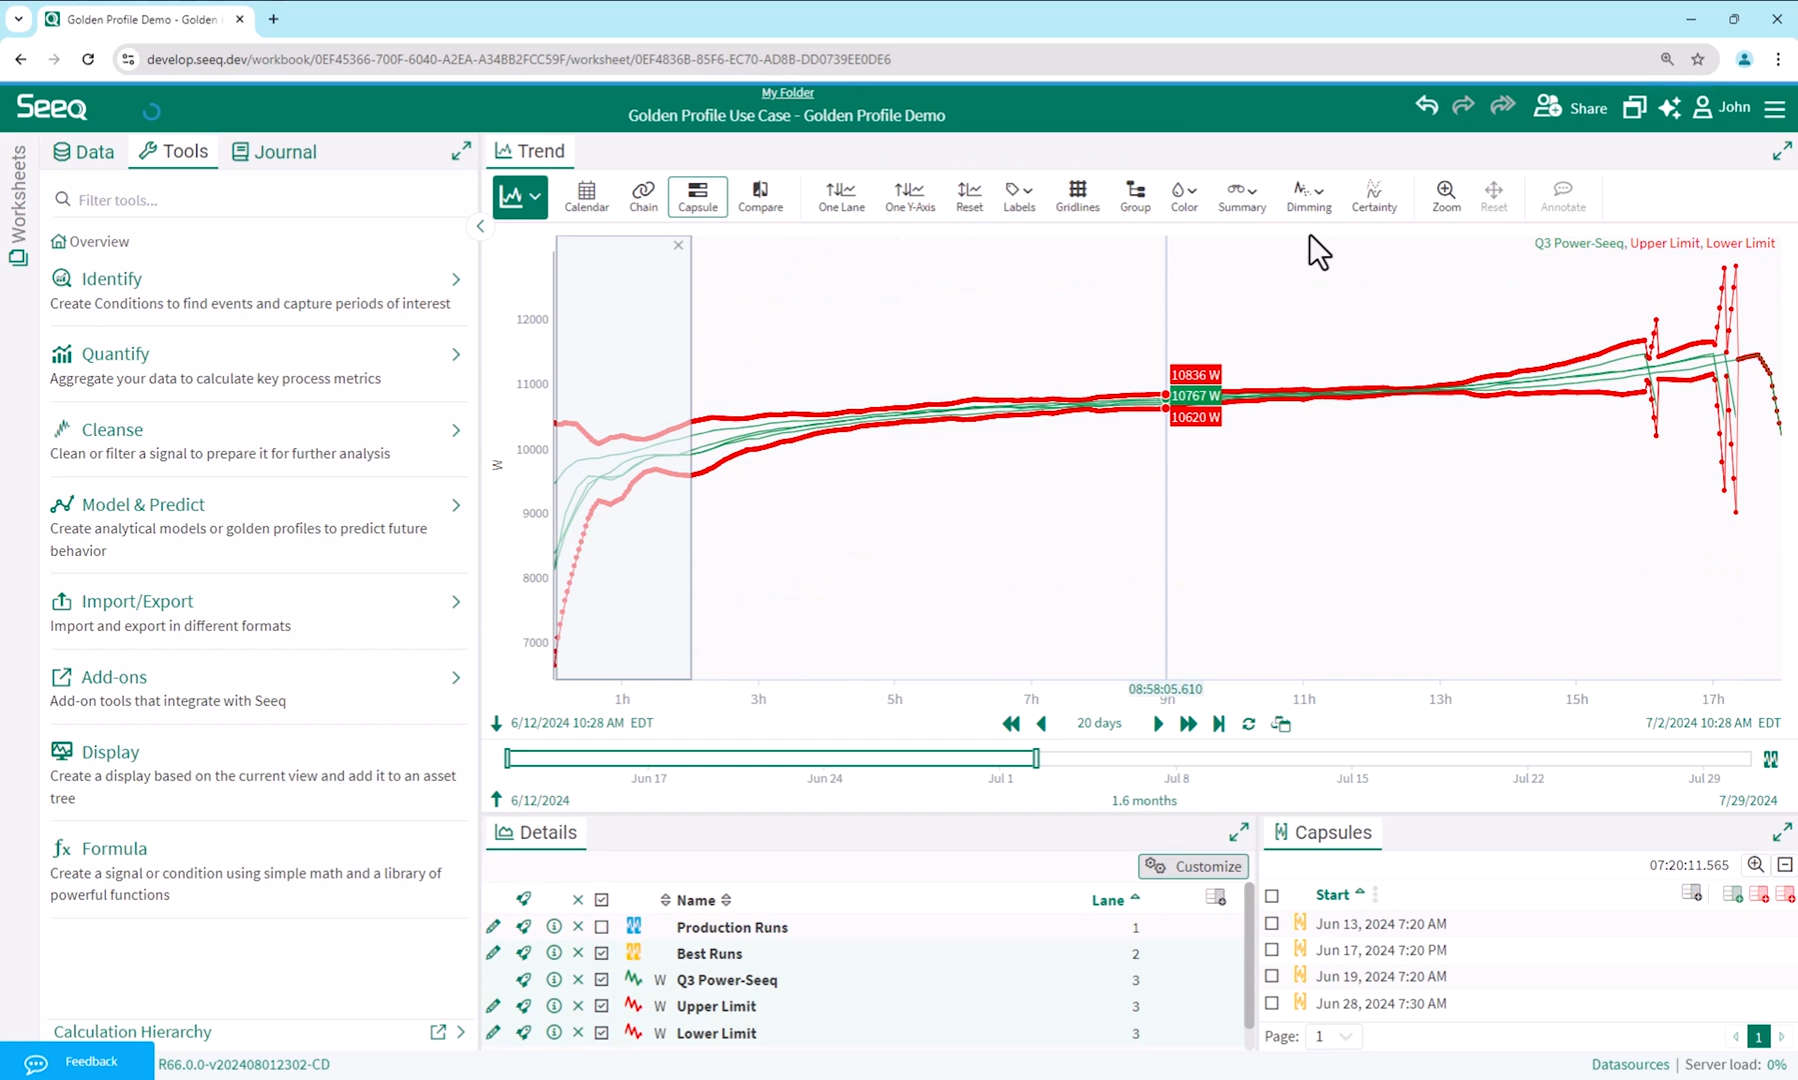 Golden Profile Demo - Golden
develop.seeq.dev/workbook/0EF45366-700F-6040-A2EA-A34BB2FCC59F/worksheet/0EF4836B-85F6-EC70-AD8B-DD0739EE0DE6
Seeq
My Folder
Golden Profile Use Case - Golden Profile Demo
Share
John
Worksheets
Data
Tools
Journal
Filter tools...
Overview
Identify
Create Conditions to find events and capture periods of interest
Quantify
Aggregate your data to calculate key process metrics
Cleanse
Clean or filter a signal to prepare it for further analysis
Model & Predict
Create analytical models or golden profiles to predict future
behavior
Import/Export
Import and export in different formats
Add-ons
Add-on tools that integrate with Seeq
Display
Create a display based on the current view and add it to an asset
tree
Formula
Create a signal or condition using simple math and a library of
powerful functions
Calculation Hierarchy
Trend
Calendar Chain Capsule Compare One Lane One Y-Axis Reset Labels Gridlines Group Color Summary Dimming Certainty Zoom Reset Annotate
Q3 Power-Seeq, Upper Limit, Lower Limit
12000
11000
10000
9000
8000
7000
W
10836 W
10767 W
10620 W
08:58:05.610
1h 3h 5h 7h 9h 11h 13h 15h 17h
6/12/2024 10:28 AM EDT
20 days
7/2/2024 10:28 AM EDT
Jun 17 Jun 24 Jul 1 Jul 8 Jul 15 Jul 22 Jul 29
6/12/2024
1.6 months
7/29/2024
Details
Customize
Name Lane
Production Runs 1
Best Runs 2
W Q3 Power-Seeq 3
W Upper Limit 3
W Lower Limit 3
Capsules
07:20:11.565
Start
Jun 13, 2024 7:20 AM
Jun 17, 2024 7:20 PM
Jun 19, 2024 7:20 AM
Jun 28, 2024 7:30 AM
Page: 1
1
Feedback
R66.0.0-v202408012302-CD
Datasources | Server load: 0%